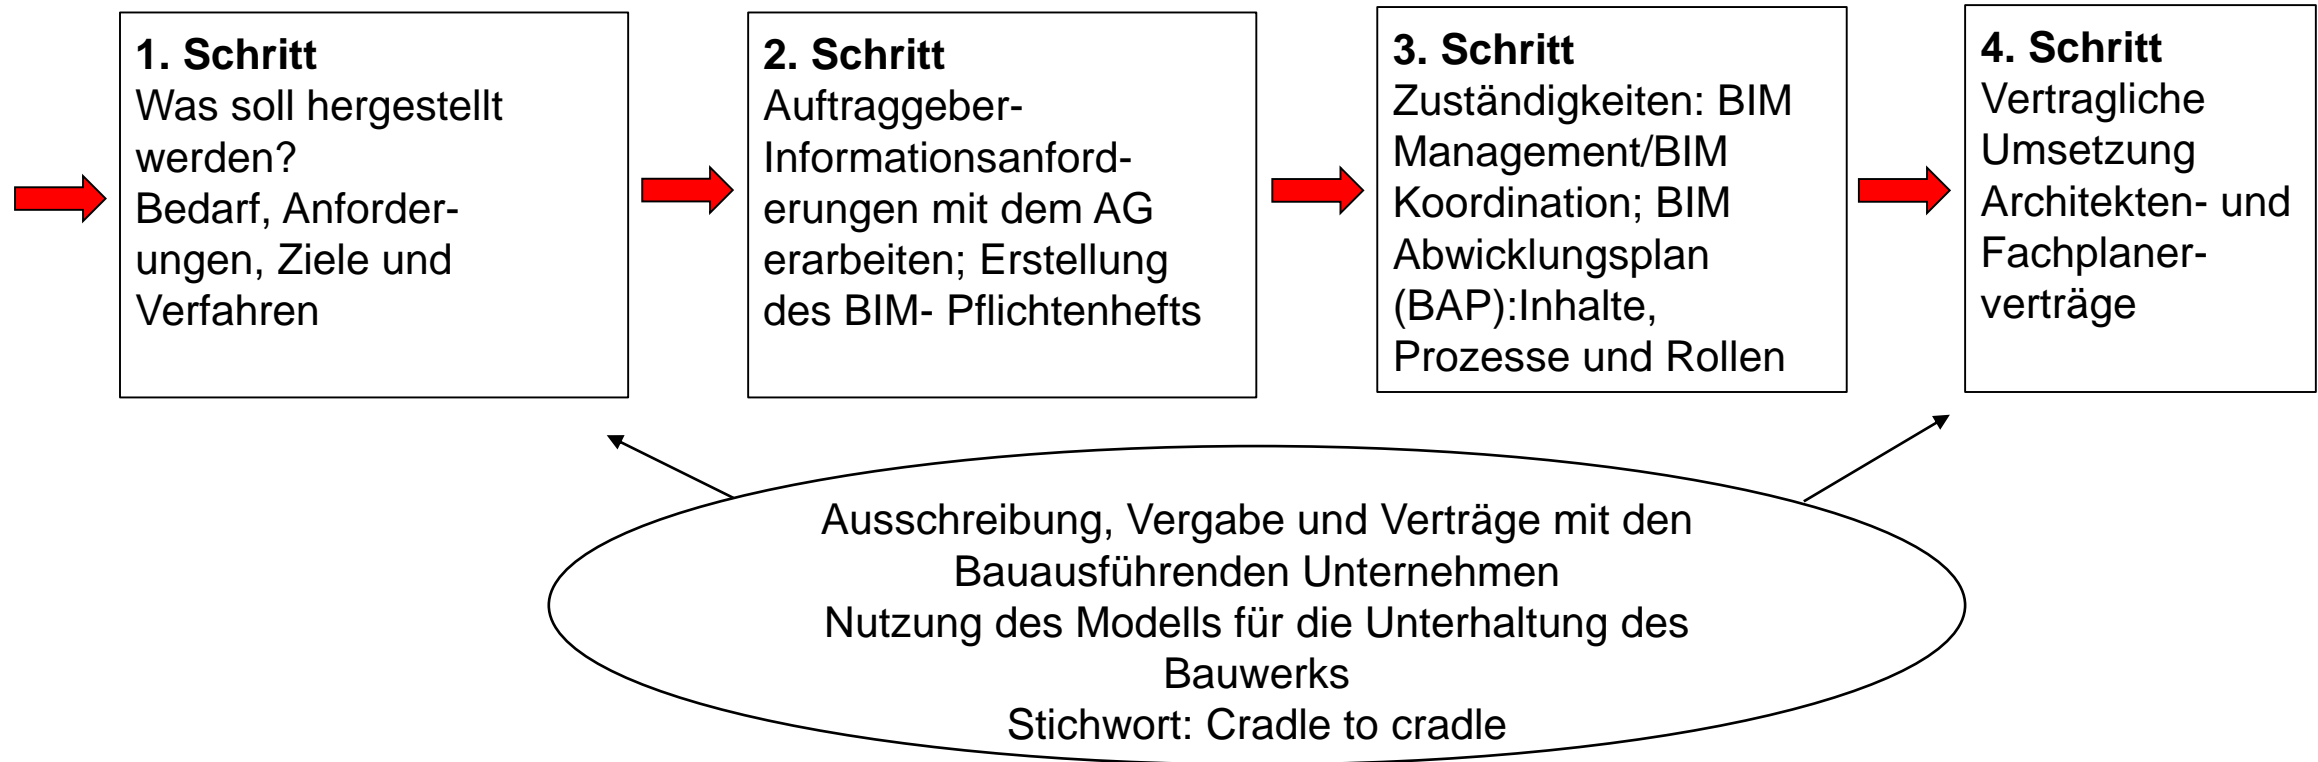 1. Schritt
Was soll hergestellt
werden?
Bedarf, Anforder-
ungen, Ziele und
Verfahren
2. Schritt
Auftraggeber-
Informationsanford-
erungen mit dem AG
erarbeiten; Erstellung
des BIM- Pflichtenhefts
3. Schritt
Zuständigkeiten: BIM
Management/BIM
Koordination; BIM
Abwicklungsplan
(BAP):Inhalte,
Prozesse und Rollen
4. Schritt
Vertragliche
Umsetzung
Architekten- und
Fachplaner-
verträge
Ausschreibung, Vergabe und Verträge mit den
Bauausführenden Unternehmen
Nutzung des Modells für die Unterhaltung des
Bauwerks
Stichwort: Cradle to cradle